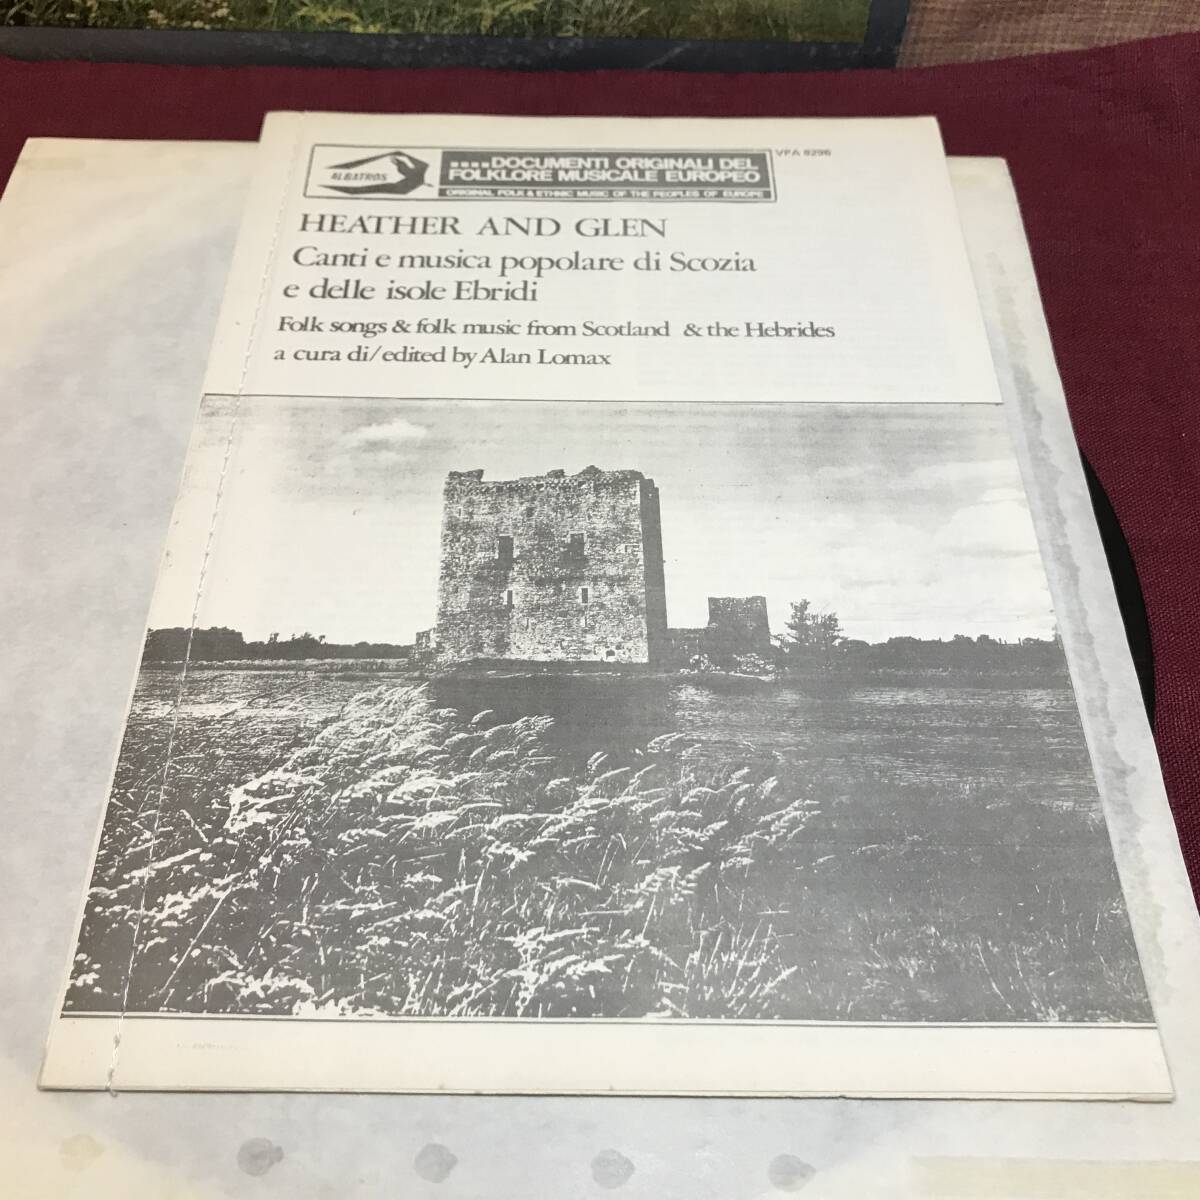 ALBATROS
....DOCUMENTI ORIGINALI DEL
FOLKLORE MUSICALE EUROPEO
ORIGINAL FOLK & ETHNIC MUSIC OF THE PEOPLES OF EUROPE
VPA 8296
HEATHER AND GLEN
Canti e musica popolare di Scozia
e delle isole Ebridi
Folk songs & folk music from Scotland & the Hebrides
a cura di/edited by Alan Lomax